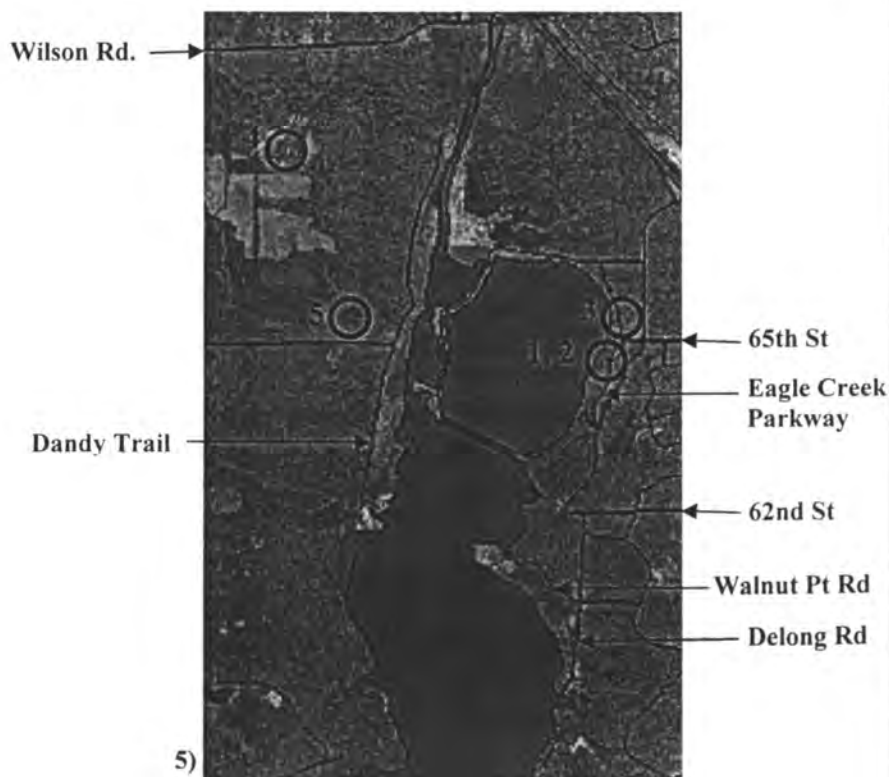 Wilson Rd.
4
5
3
1, 2
65th St
Eagle Creek
Parkway
Dandy Trail
62nd St
Walnut Pt Rd
Delong Rd
5)